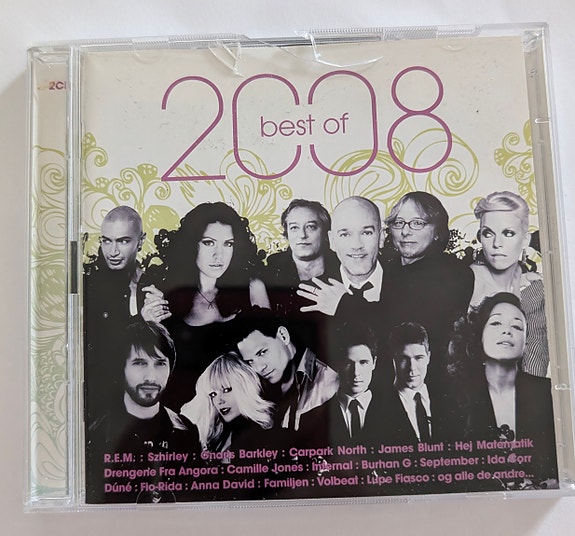 2CD
2008
best of
R.E.M. : Szhirley : Gnarls Barkley : Carpark North : James Blunt : Hej Matematik
Drengene Fra Angora : Camille Jones : Infernal : Burhan G : September : Ida Corr
Dúné : Flo-Rida : Anna David : Familjen : Volbeat : Lupe Fiasco : og alle de andre...